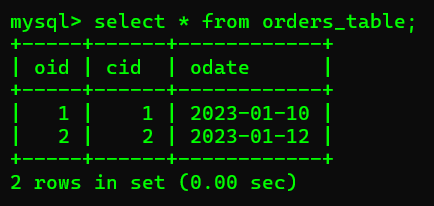 mysql> select * from orders_table;
+-----+------+------------+
| oid | cid  | odate      |
+-----+------+------------+
|   1 |    1 | 2023-01-10 |
|   2 |    2 | 2023-01-12 |
+-----+------+------------+
2 rows in set (0.00 sec)